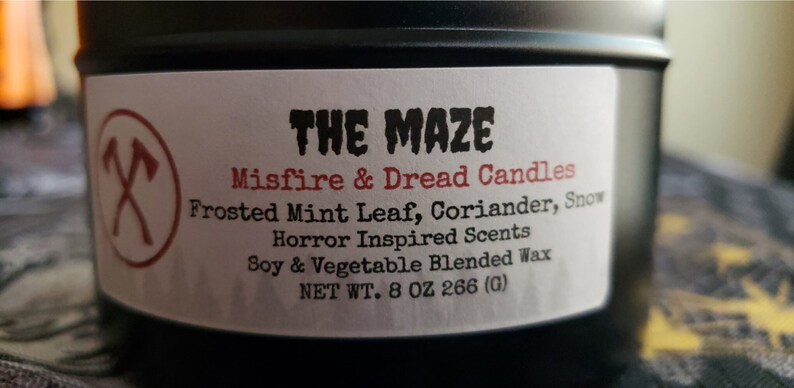 THE MAZE
Misfire & Dread Candles
Frosted Mint Leaf, Coriander, Snow
Horror Inspired Scents
Soy & Vegetable Blended Wax
NET WT. 8 OZ 266 (G)